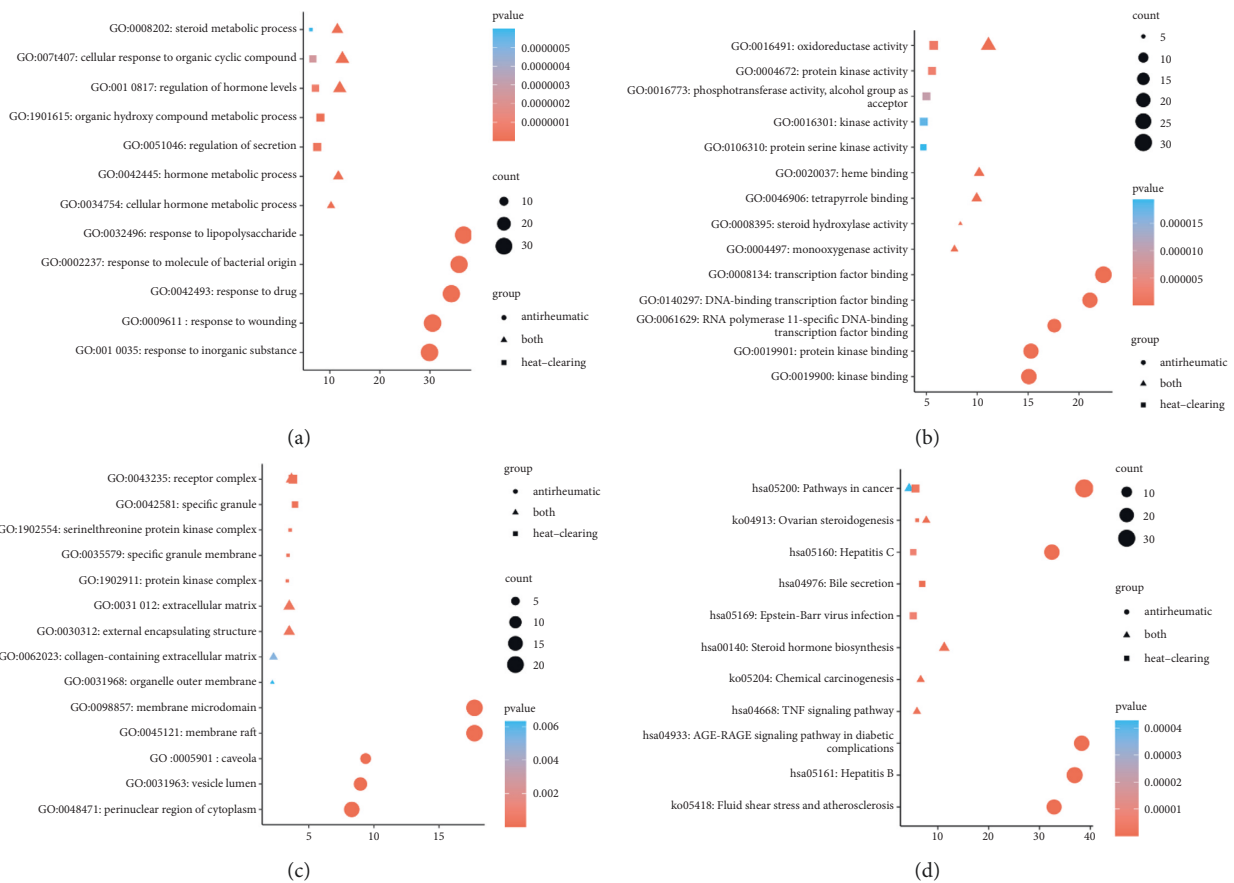 GO:0008202: steroid metabolic process
GO:007t407: cellular response to organic cyclic compound
GO:001 0817: regulation of hormone levels
GO:1901615: organic hydroxy compound metabolic process
GO:0051046: regulation of secretion
GO:0042445: hormone metabolic process
GO:0034754: cellular hormone metabolic process
GO:0032496: response to lipopolysaccharide
GO:0002237: response to molecule of bacterial origin
GO:0042493: response to drug
GO:0009611 : response to wounding
GO:001 0035: response to inorganic substance
10 20 30
pvalue
0.0000005
0.0000004
0.0000003
0.0000002
0.0000001
count
10
20
30
group
antirheumatic
both
heat–clearing
(a)
GO:0016491: oxidoreductase activity
GO:0004672: protein kinase activity
GO:0016773: phosphotransferase activity, alcohol group as
acceptor
GO:0016301: kinase activity
GO:0106310: protein serine kinase activity
GO:0020037: heme binding
GO:0046906: tetrapyrrole binding
GO:0008395: steroid hydroxylase activity
GO:0004497: monooxygenase activity
GO:0008134: transcription factor binding
GO:0140297: DNA-binding transcription factor binding
GO:0061629: RNA polymerase 11-specific DNA-binding
transcription factor binding
GO:0019901: protein kinase binding
GO:0019900: kinase binding
5 10 15 20
count
5
10
15
20
25
30
pvalue
0.000015
0.000010
0.000005
group
antirheumatic
both
heat–clearing
(b)
GO:0043235: receptor complex
GO:0042581: specific granule
GO:1902554: serinelthreonine protein kinase complex
GO:0035579: specific granule membrane
GO:1902911: protein kinase complex
GO:0031 012: extracellular matrix
GO:0030312: external encapsulating structure
GO:0062023: collagen-containing extracellular matrix
GO:0031968: organelle outer membrane
GO:0098857: membrane microdomain
GO:0045121: membrane raft
GO :0005901 : caveola
GO:0031963: vesicle lumen
GO:0048471: perinuclear region of cytoplasm
5 10 15
group
antirheumatic
both
heat–clearing
count
5
10
15
20
pvalue
0.006
0.004
0.002
(c)
hsa05200: Pathways in cancer
ko04913: Ovarian steroidogenesis
hsa05160: Hepatitis C
hsa04976: Bile secretion
hsa05169: Epstein-Barr virus infection
hsa00140: Steroid hormone biosynthesis
ko05204: Chemical carcinogenesis
hsa04668: TNF signaling pathway
hsa04933: AGE-RAGE signaling pathway in diabetic
complications
hsa05161: Hepatitis B
ko05418: Fluid shear stress and atherosclerosis
10 20 30 40
count
10
20
30
group
antirheumatic
both
heat–clearing
pvalue
0.00004
0.00003
0.00002
0.00001
(d)